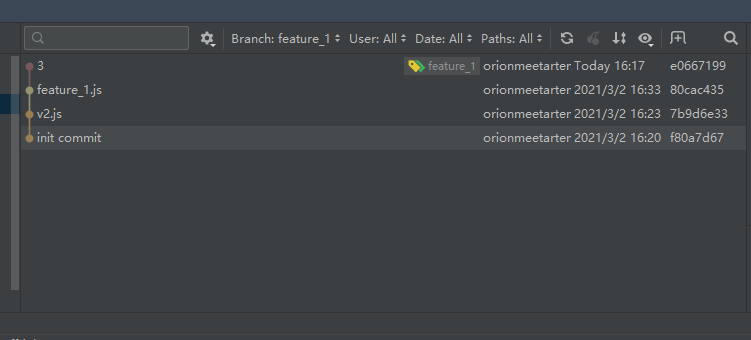 Branch: feature_1 User: All Date: All Paths: All
3 feature_1 orionmeetarter Today 16:17 e0667199
feature_1.js orionmeetarter 2021/3/2 16:33 80cac435
v2.js orionmeetarter 2021/3/2 16:23 7b9d6e33
init commit orionmeetarter 2021/3/2 16:20 f80a7d67